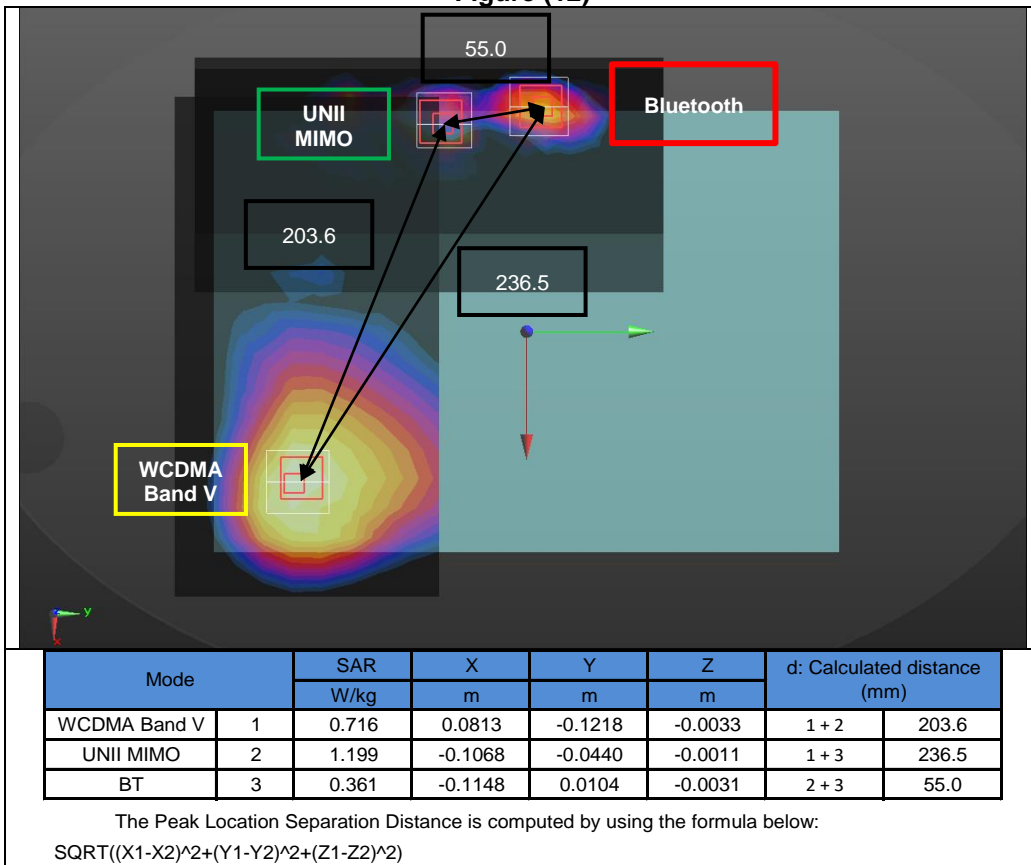 55.0
UNII
MIMO
Bluetooth
203.6
236.5
WCDMA
Band V
y
x
Mode SAR X Y Z d: Calculated distance
W/kg m m m (mm)
WCDMA Band V 1 0.716 0.0813 -0.1218 -0.0033 1 + 2 203.6
UNII MIMO 2 1.199 -0.1068 -0.0440 -0.0011 1 + 3 236.5
BT 3 0.361 -0.1148 0.0104 -0.0031 2 + 3 55.0
The Peak Location Separation Distance is computed by using the formula below:
SQRT((X1-X2)^2+(Y1-Y2)^2+(Z1-Z2)^2)